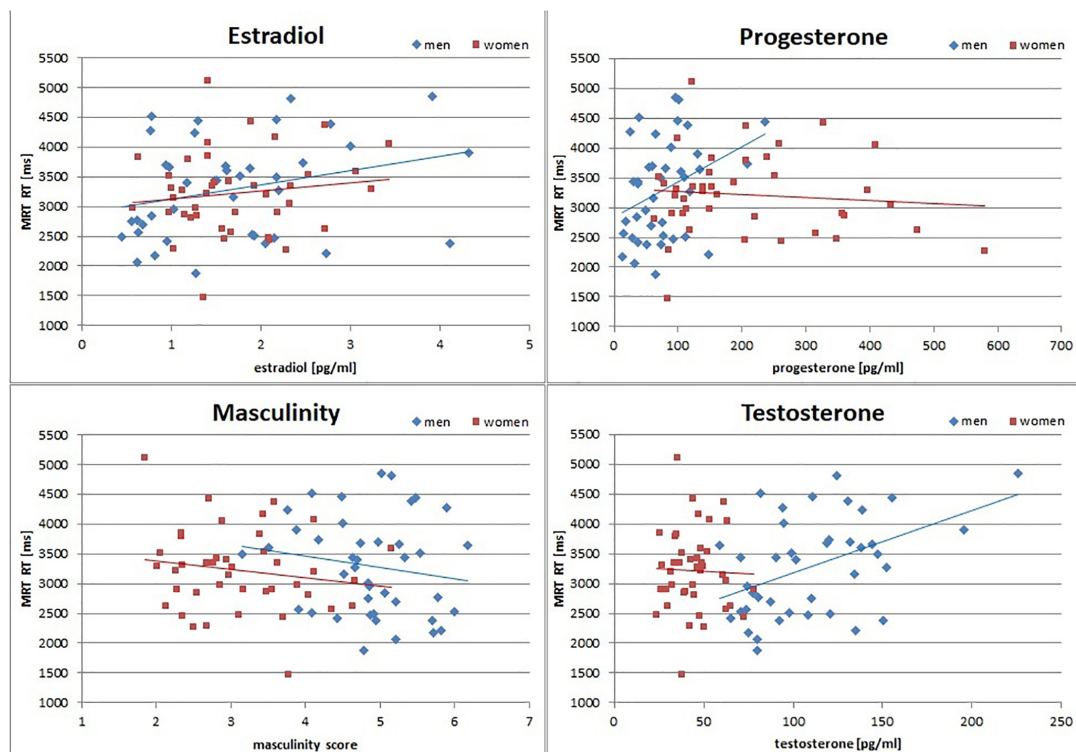 Estradiol
men women
5500
5000
4500
4000
3500
3000
2500
2000
1500
1000
MRT RT [ms]
0 1 2 3 4 5
estradiol [pg/ml]
Progesterone
men women
5500
5000
4500
4000
3500
3000
2500
2000
1500
1000
MRT RT [ms]
0 100 200 300 400 500 600 700
progesterone [pg/ml]
Masculinity
men women
5500
5000
4500
4000
3500
3000
2500
2000
1500
1000
MRT RT [ms]
1 2 3 4 5 6 7
masculinity score
Testosterone
men women
5500
5000
4500
4000
3500
3000
2500
2000
1500
1000
MRT RT [ms]
0 50 100 150 200 250
testosterone [pg/ml]